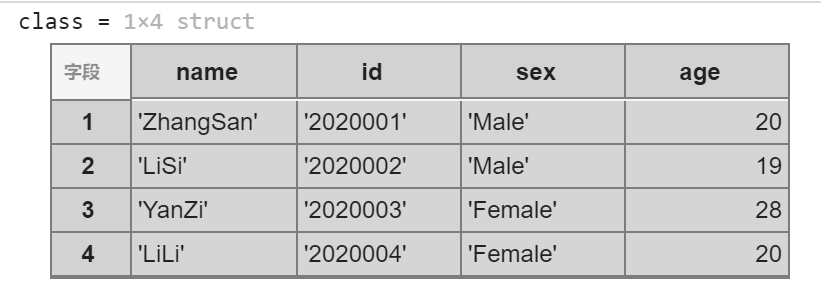 class = 1×4 struct
字段 name id sex age
1 'ZhangSan' '2020001' 'Male' 20
2 'LiSi' '2020002' 'Male' 19
3 'YanZi' '2020003' 'Female' 28
4 'LiLi' '2020004' 'Female' 20